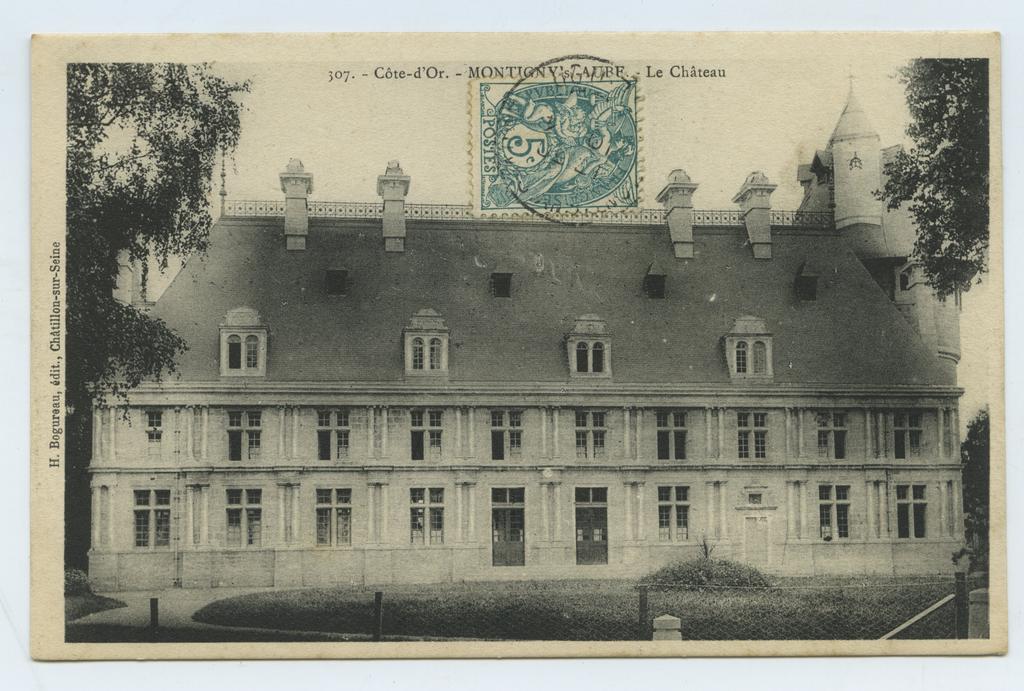 307. - Côte-d'Or. - MONTIGNY-s/-AUBE - Le Château
5 c
POSTES
H. Bogureau, édit., Châtillon-sur-Seine